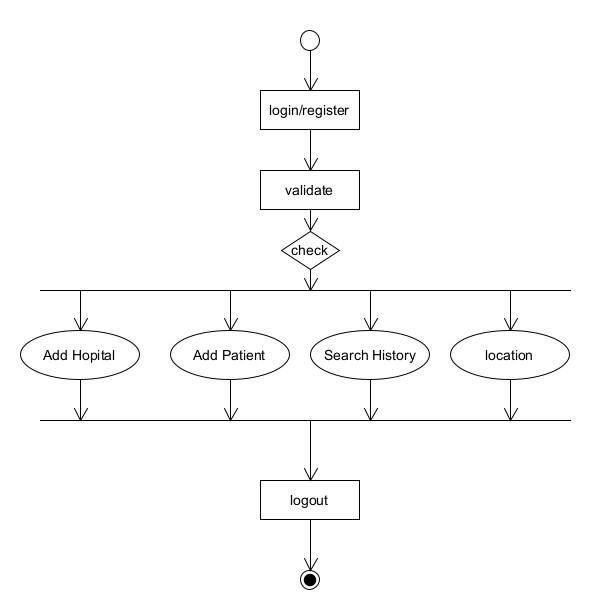 login/register
validate
check
Add Hopital
Add Patient
Search History
location
logout